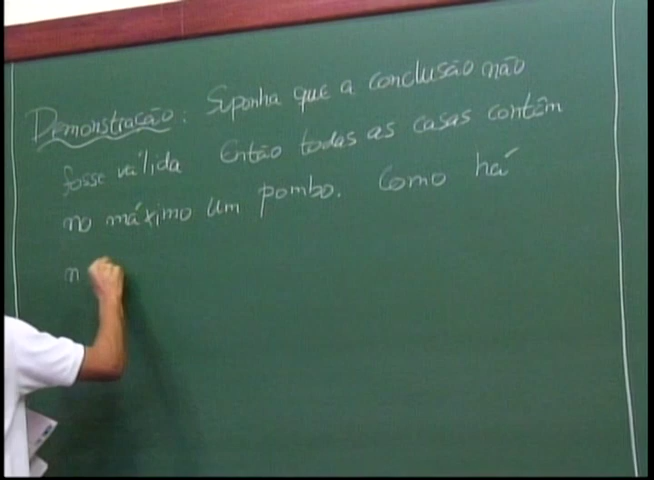 Demonstração: Suponha que a conclusão não
fosse válida Então todas as casas contêm
no máximo um pombo. Como há
n